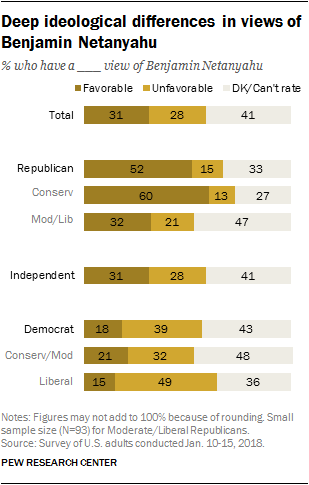 Deep ideological differences in views of
Benjamin Netanyahu
% who have a ____ view of Benjamin Netanyahu
Favorable Unfavorable DK/Can't rate
Total 31 28 41
Republican 52 15 33
Conserv 60 13 27
Mod/Lib 32 21 47
Independent 31 28 41
Democrat 18 39 43
Conserv/Mod 21 32 48
Liberal 15 49 36
Notes: Figures may not add to 100% because of rounding. Small
sample size (N=93) for Moderate/Liberal Republicans.
Source: Survey of U.S. adults conducted Jan. 10-15, 2018.
PEW RESEARCH CENTER